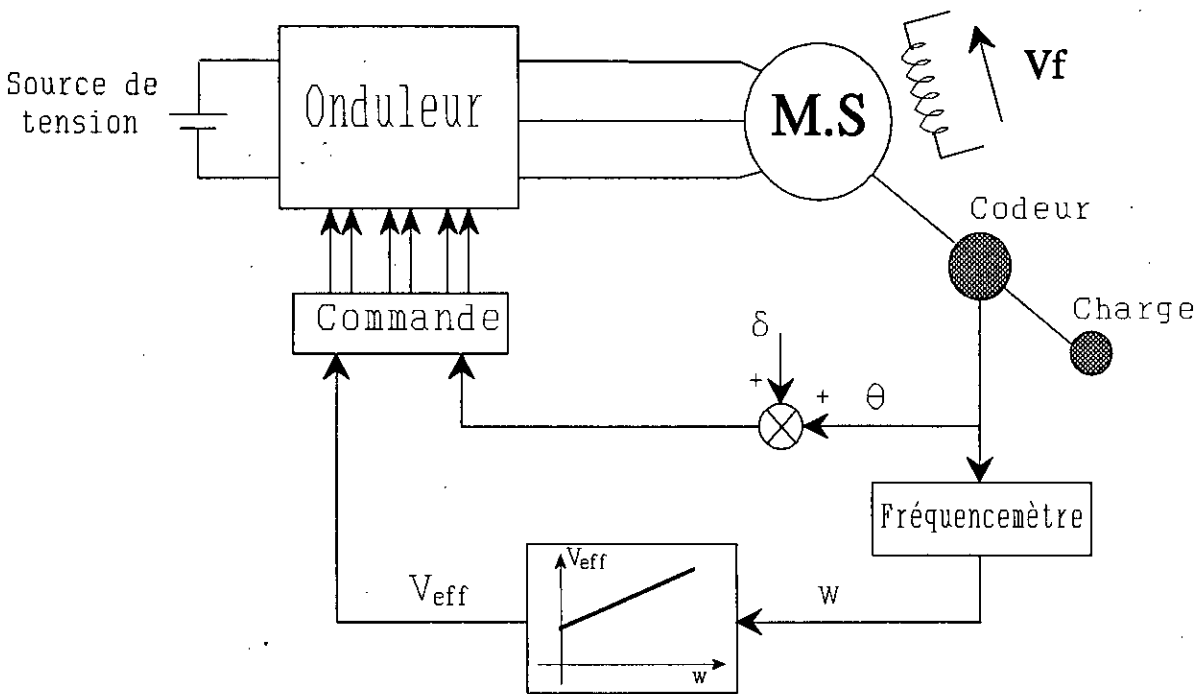 Source de
tension
Onduleur
M.S
Vf
Codeur
Charge
Commande
δ
+
+
θ
Fréquencemètre
Veff
Veff
w
w